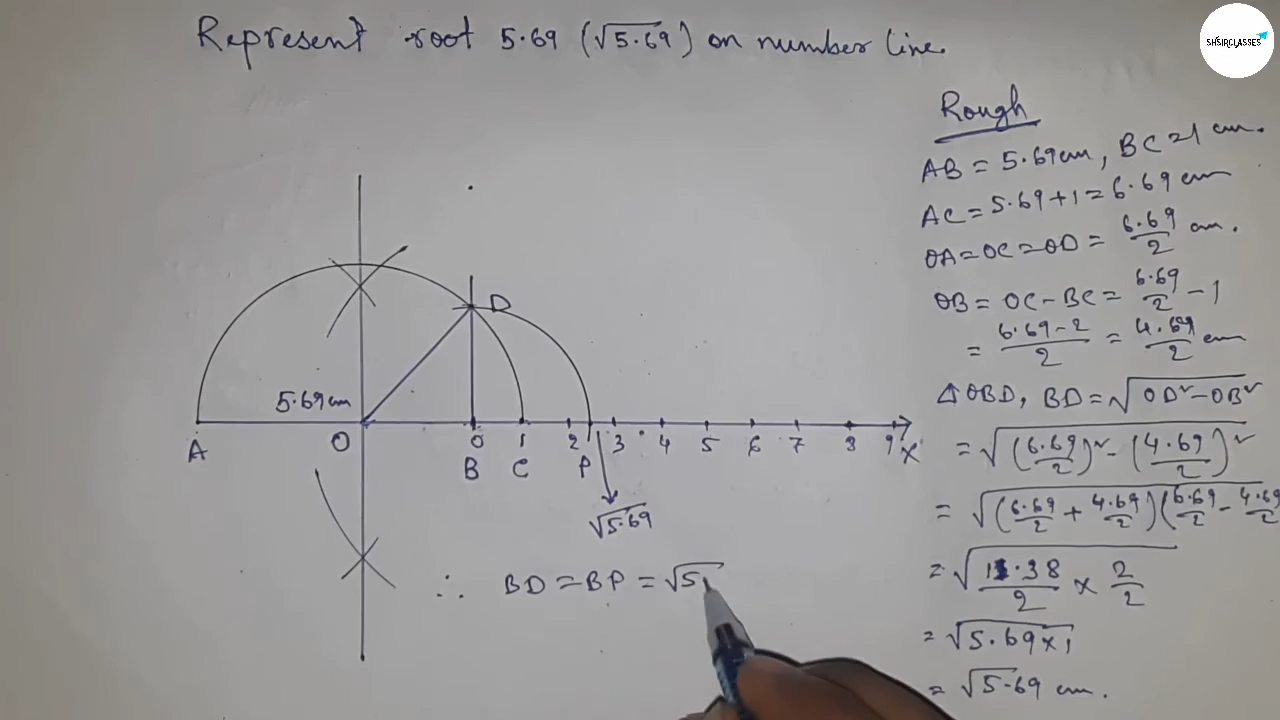 Represent root 5.69 (√5.69) on number line.
SHSIRCLASSES
Rough
AB = 5.69cm, BC = 1 cm.
AC = 5.69+1 = 6.69 cm
OA = OC = OD = 6.69/2 cm.
OB = OC - BC = 6.69/2 - 1
= 6.69-2/2 = 4.69/2 cm
△OBD, BD = √OD² - OB²
= √(6.69/2)² - (4.69/2)²
= √(6.69/2 + 4.69/2)(6.69/2 - 4.69/2
= √11.38/2 × 2/2
= √5.69×1
= √5.69 cm.
D
5.69cm
A O 0 1 2 3 4 5 6 7 8 9 X
B C P
√5.69
∴ BD = BP = √5.